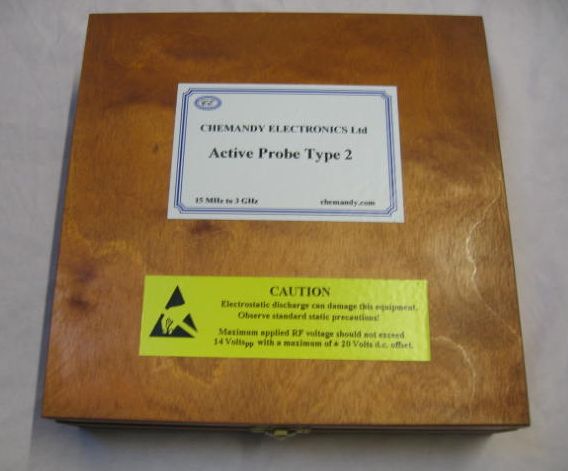 CHEMANDY ELECTRONICS Ltd
Active Probe Type 2
15 MHz to 3 GHz chemandy.com
CAUTION
Electrostatic discharge can damage this equipment.
Observe standard static precautions!
Maximum applied RF voltage should not exceed
14 Voltspp with a maximum of ± 20 Volts d.c. offset.